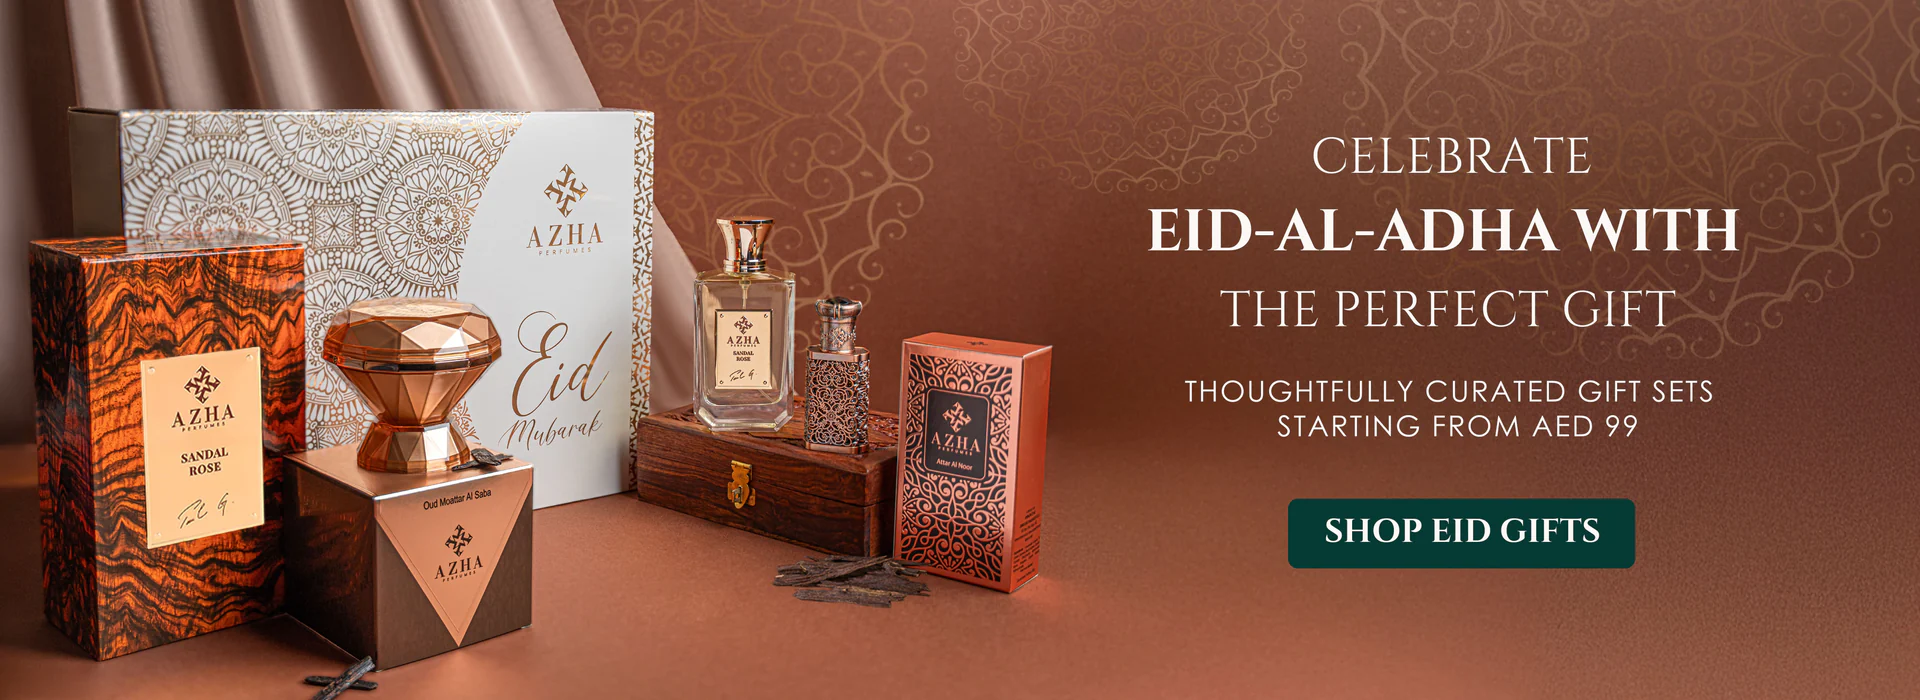 AZHA
PERFUMES
Eid
Mubarak
AZHA
PERFUMES
SANDAL
ROSE
Oud Moattar Al Saba
AZHA
PERFUMES
AZHA
PERFUMES
SANDAL
ROSE
AZHA
PERFUMES
Attar Al Noor
CELEBRATE
EID-AL-ADHA WITH
THE PERFECT GIFT
THOUGHTFULLY CURATED GIFT SETS
STARTING FROM AED 99
SHOP EID GIFTS